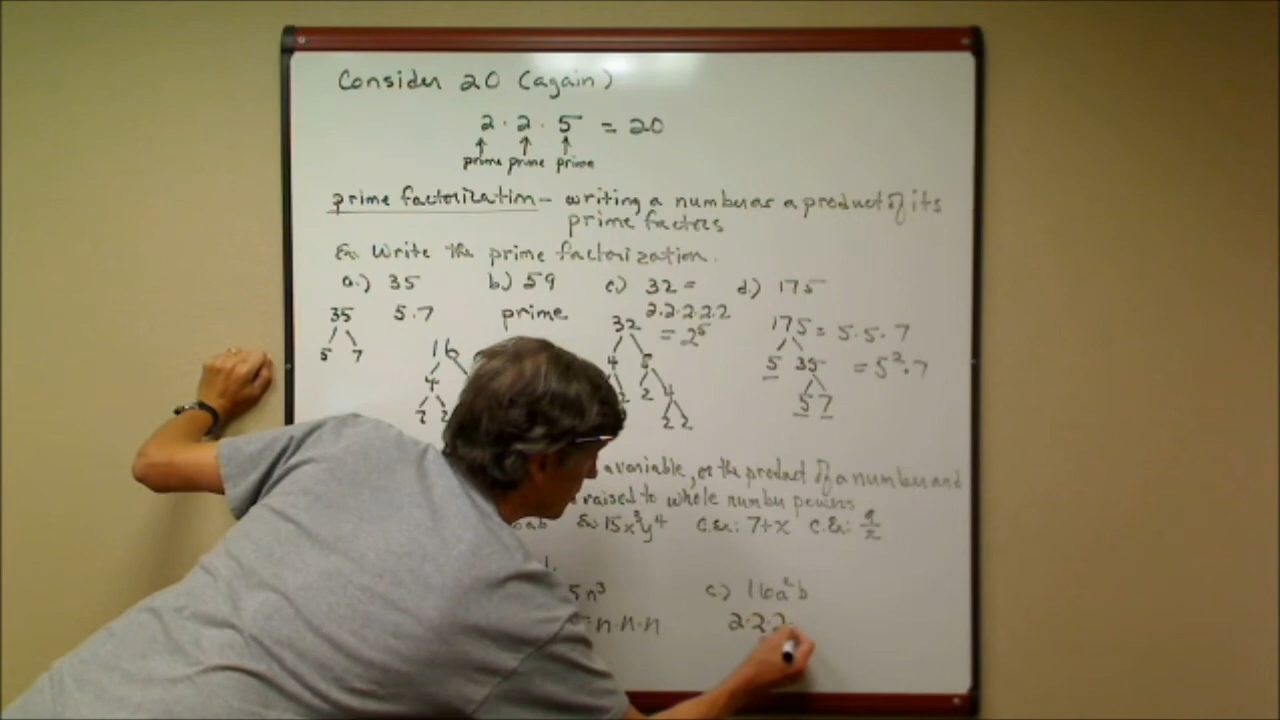 Consider 20 (again)
2 · 2 · 5 = 20
prime prime prime
prime factorization - writing a number as a product of its
prime factors
Ex. Write the prime factorization.
a.) 35 b.) 59 c.) 32 = d.) 175
2·2·2·2·2
35 5·7 prime 32 = 2⁵ 175 = 5·5·7
5 7 16 4 5 35 = 5²·7
4 2 4 5 7
2 2 2 2
a variable, or the product of a number and
raised to whole number powers
ab Ex: 15x³y⁴ C.Ex.: 7+x C.Ex:
5n³ c.) 16a²b
·n·n·n 2·2·2·